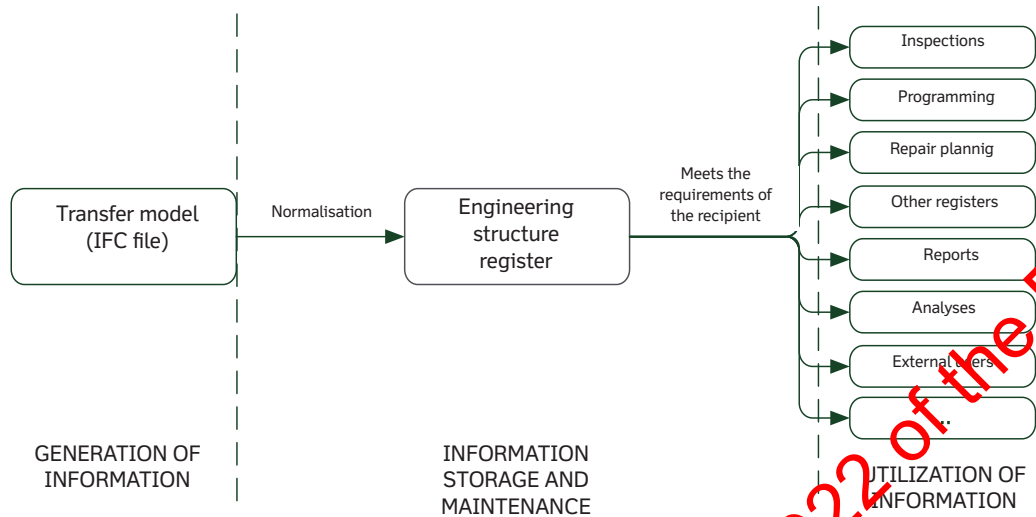 Transfer model
(IFC file)
Normalisation
Engineering
structure
register
Meets the
requirements of
the recipient
Inspections
Programming
Repair plannig
Other registers
Reports
Analyses
External users
...
GENERATION OF
INFORMATION
INFORMATION
STORAGE AND
MAINTENANCE
UTILIZATION OF
INFORMATION
22 of the